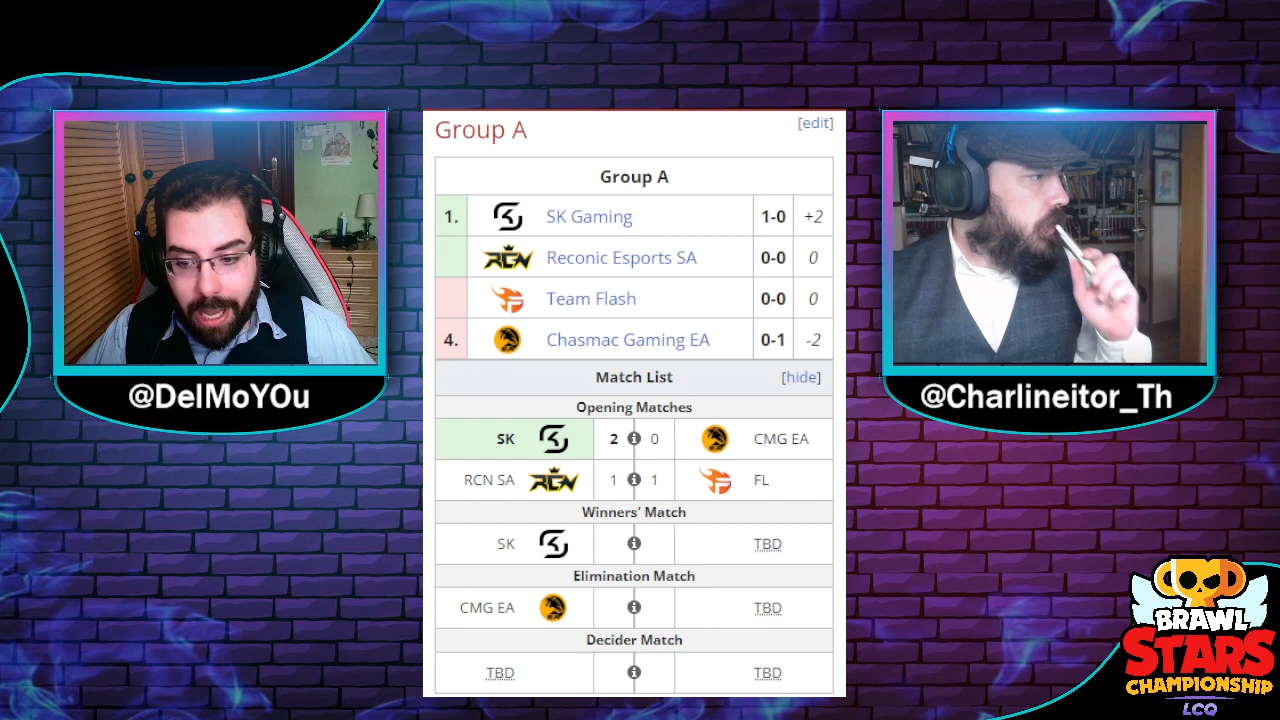 Group A
[edit]
Group A
1. SK Gaming 1-0 +2
RCN Reconic Esports SA 0-0 0
Team Flash 0-0 0
4. Chasmac Gaming EA 0-1 -2
Match List [hide]
Opening Matches
SK 2 0 CMG EA
RCN SA RCN 1 1 FL
Winners' Match
SK TBD
Elimination Match
CMG EA TBD
Decider Match
TBD TBD
@DelMoYOu
@Charlineitor_Th
BRAWL
STARS
CHAMPIONSHIP
LCQ